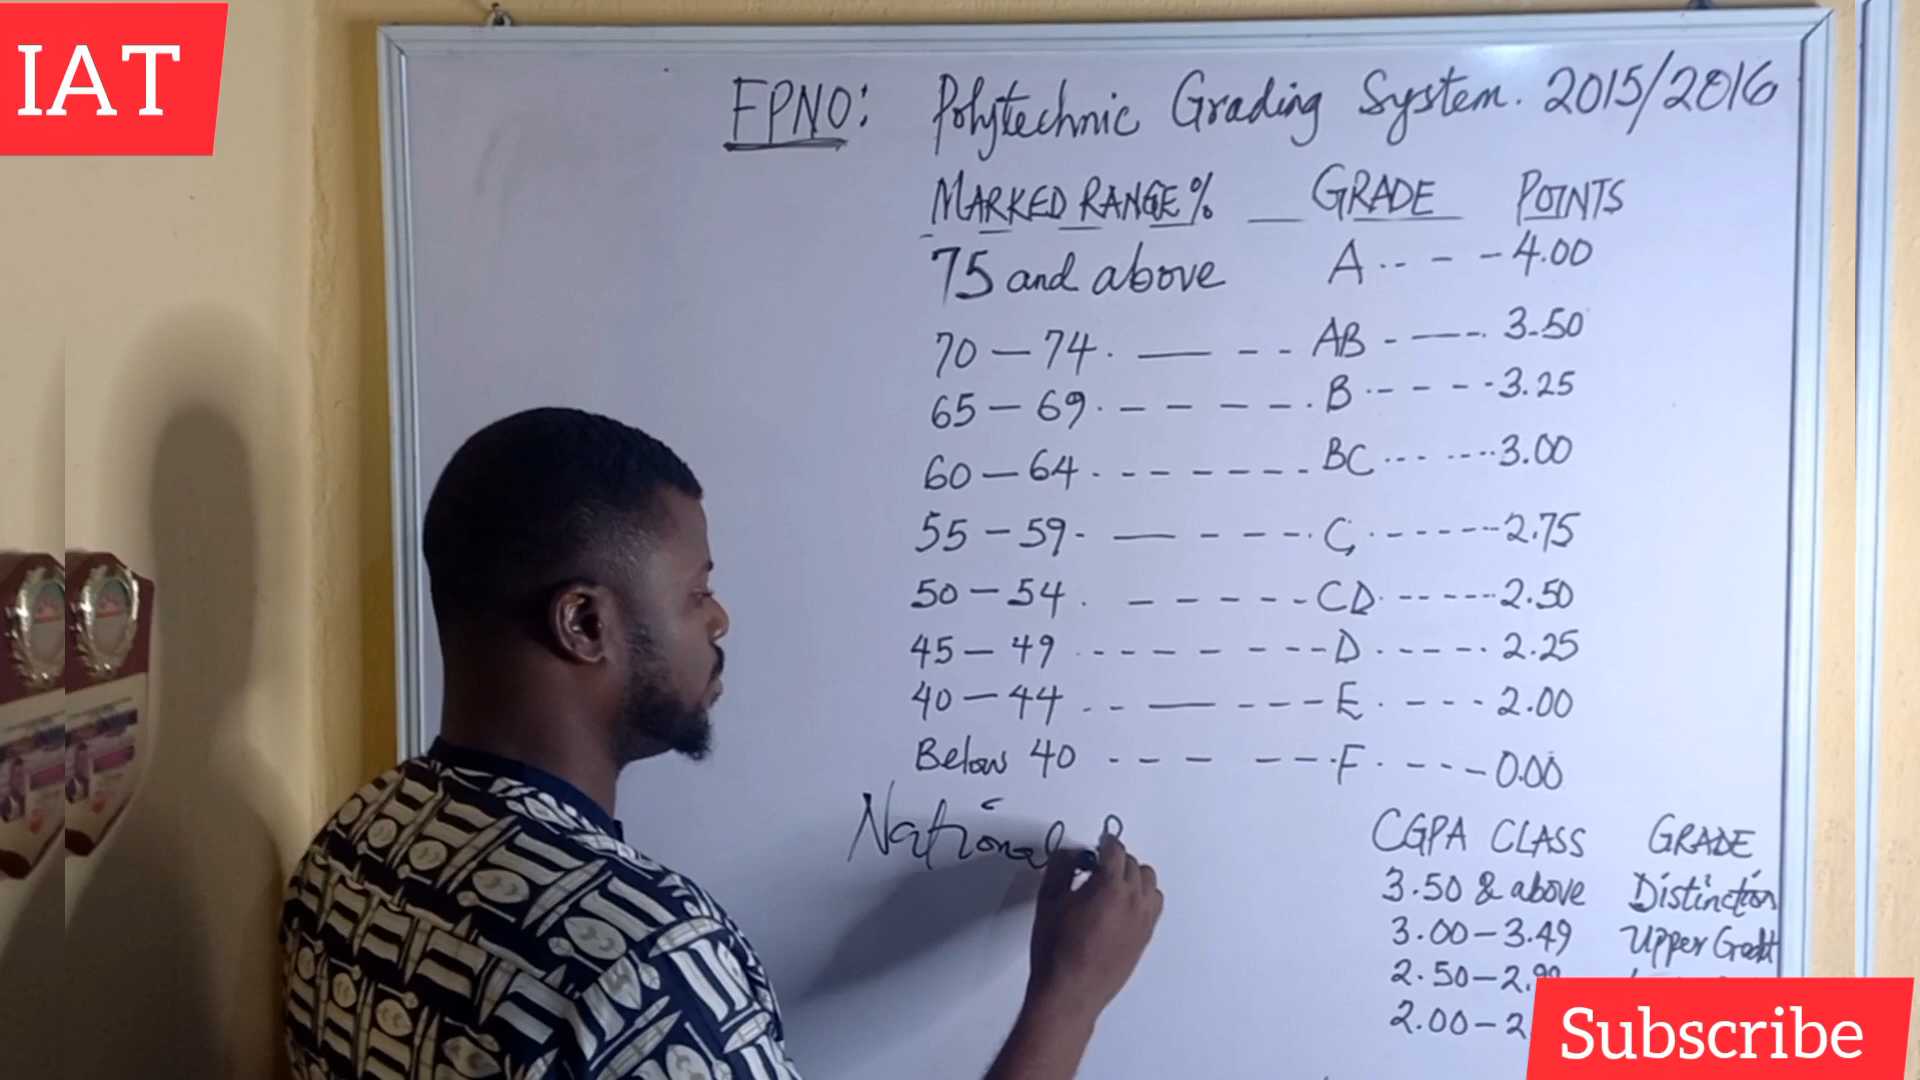 IAT
FPNO: Polytechnic Grading System. 2015/2016
MARKED RANGE % GRADE POINTS
75 and above A 4.00
70 – 74 AB 3.50
65 – 69 B 3.25
60 – 64 BC 3.00
55 – 59 C 2.75
50 – 54 CD 2.50
45 – 49 D 2.25
40 – 44 E 2.00
Below 40 F 0.00
National
CGPA CLASS GRADE
3.50 & above Distinction
3.00 – 3.49 Upper Credit
2.50 – 2.99
2.00 – 2
Subscribe